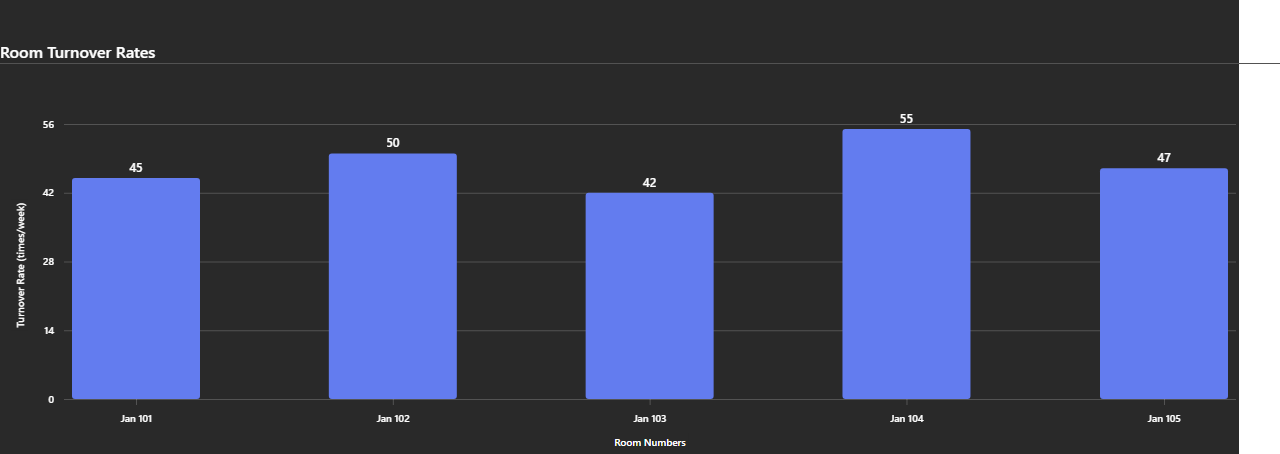 Room Turnover Rates
Turnover Rate (times/week)
56
42
28
14
0
45
50
42
55
47
Jan 101
Jan 102
Jan 103
Jan 104
Jan 105
Room Numbers